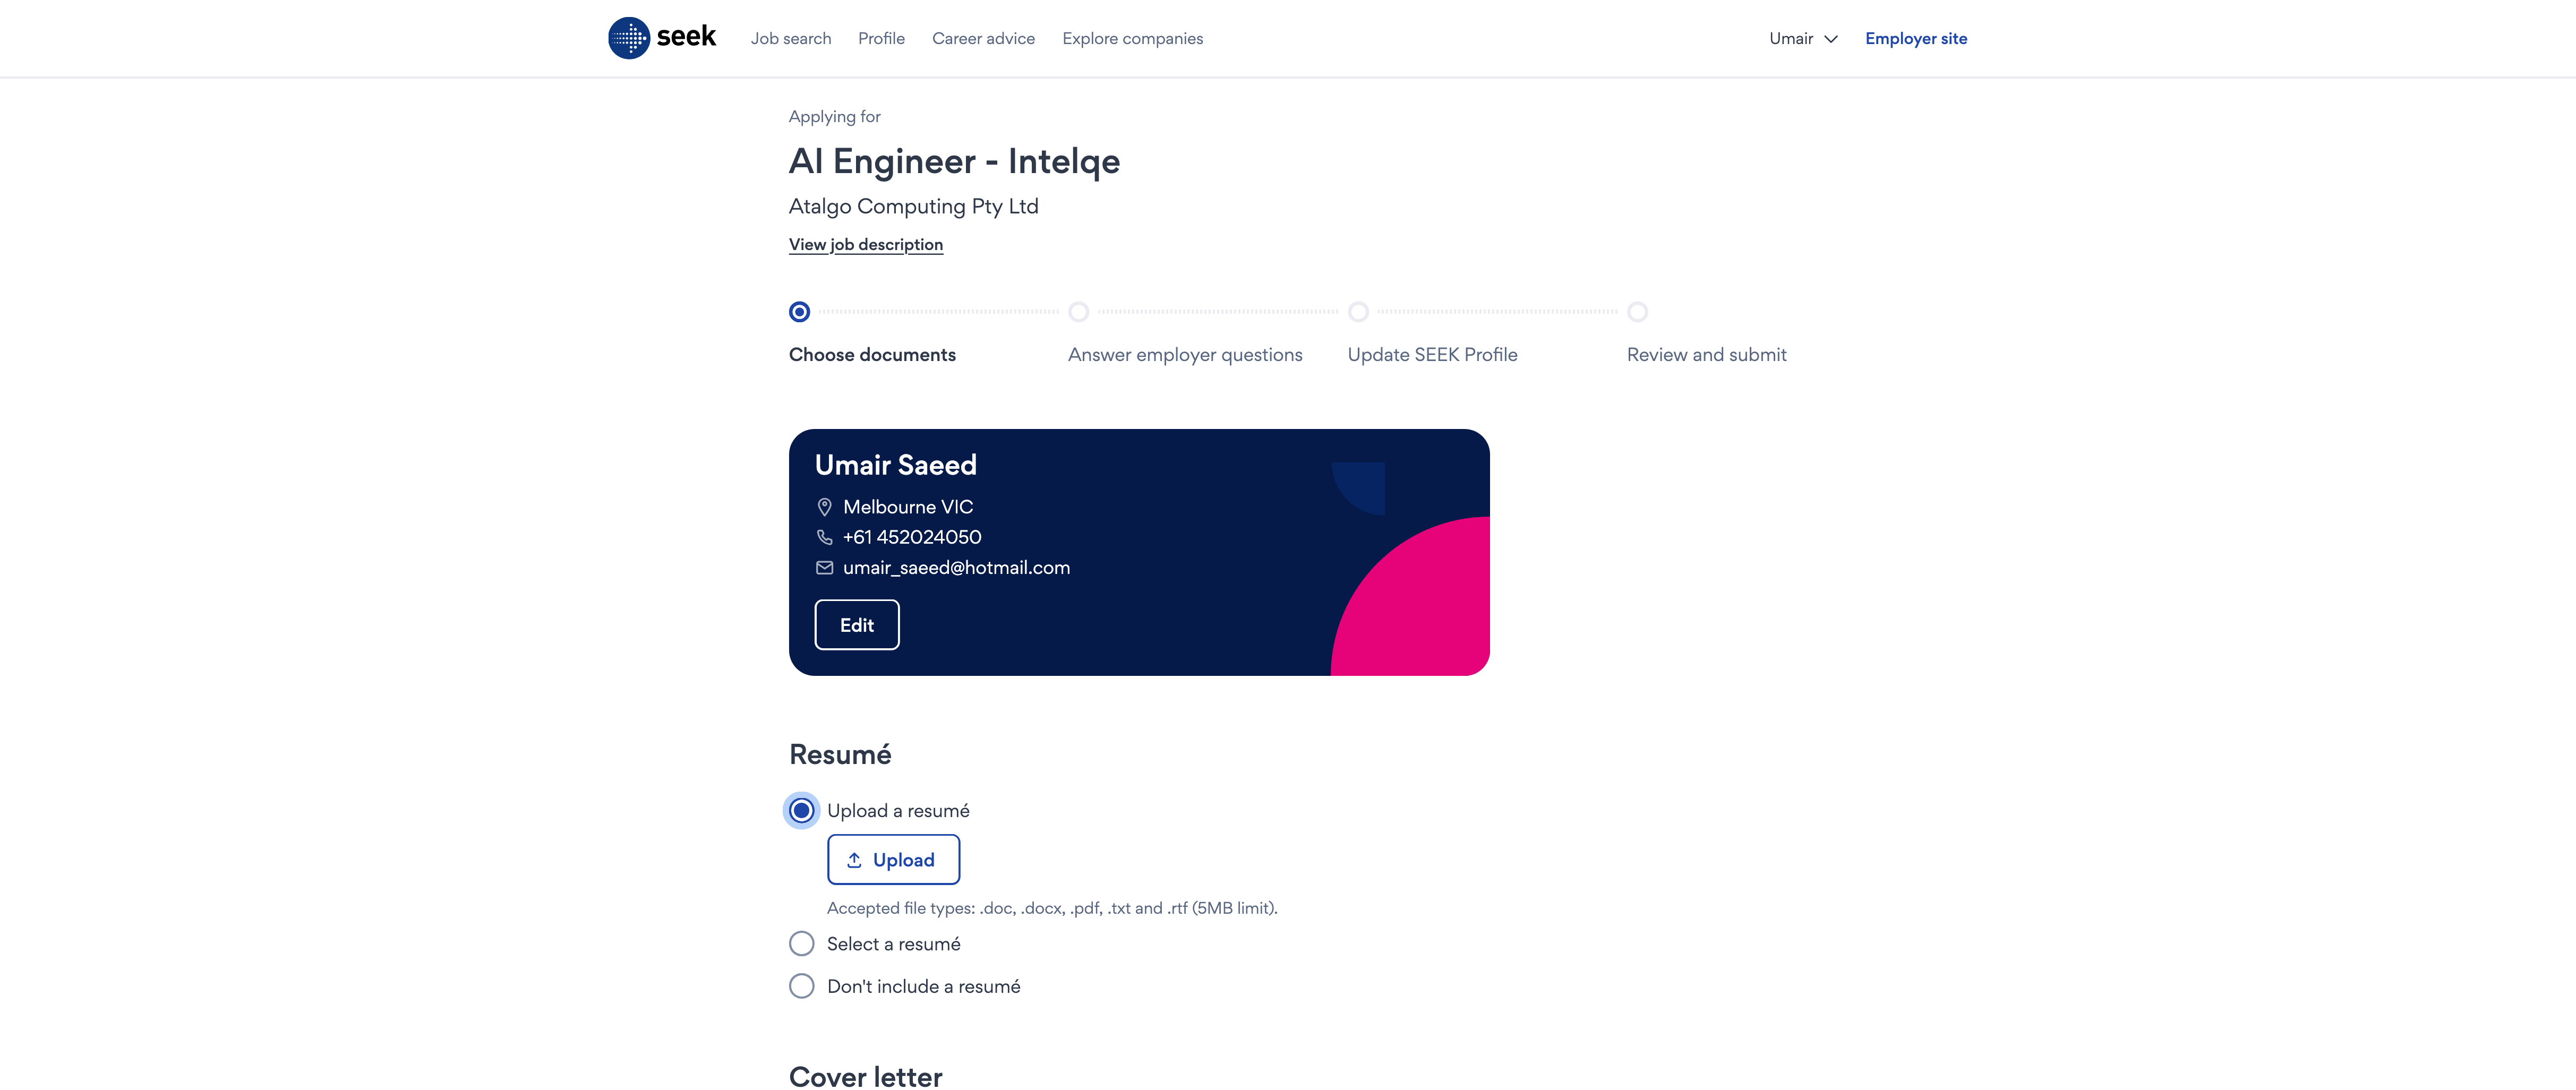 seek Job search Profile Career advice Explore companies Umair Employer site
Applying for
AI Engineer - Intelqe
Atalgo Computing Pty Ltd
View job description
Choose documents Answer employer questions Update SEEK Profile Review and submit
Umair Saeed
Melbourne VIC
+61 452024050
umair_saeed@hotmail.com
Edit
Resumé
Upload a resumé
Upload
Accepted file types: .doc, .docx, .pdf, .txt and .rtf (5MB limit).
Select a resumé
Don't include a resumé
Cover letter